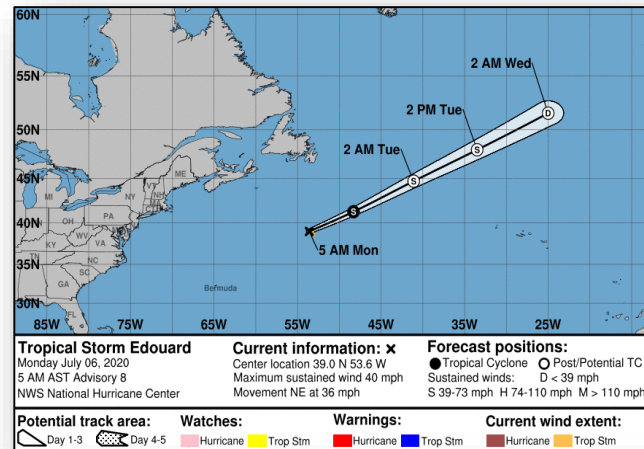 60N
55N
2 AM Wed
D
50N
2 PM Tue
S
2 AM Tue
45N
S
ME
VT
NH
MI
NY
MA
CT
S
40N
PA
OH
WV
5 AM Mon
KY
VA
35N
TN
NC
SC
GA
Bermuda
30N
FL
85W 75W 65W 55W 45W 35W 25W
Tropical Storm Edouard
Monday July 06, 2020
5 AM AST Advisory 8
NWS National Hurricane Center
Current information: x
Center location 39.0 N 53.6 W
Maximum sustained wind 40 mph
Movement NE at 36 mph
Forecast positions:
Tropical Cyclone Post/Potential TC
Sustained winds: D < 39 mph
S 39-73 mph H 74-110 mph M > 110 mph
Potential track area:
Day 1-3 Day 4-5
Watches:
Hurricane Trop Stm
Warnings:
Hurricane Trop Stm
Current wind extent:
Hurricane Trop Stm